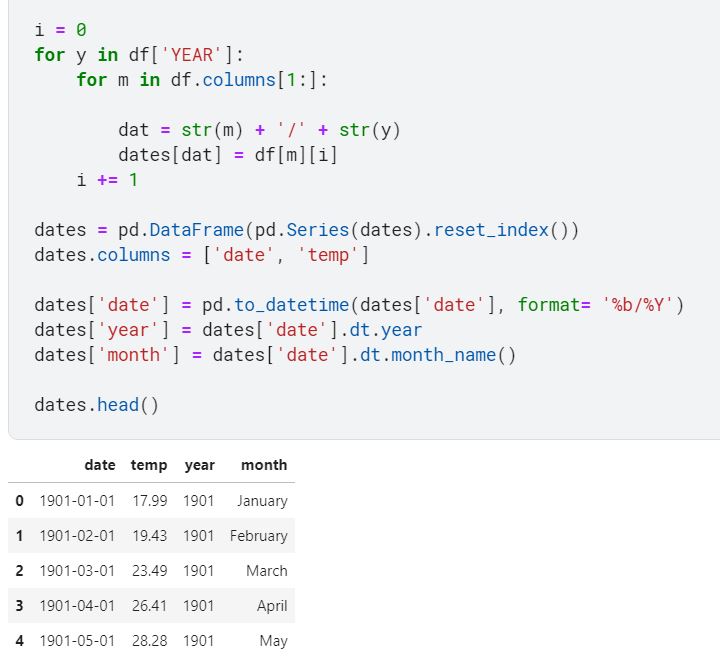 i = 0
for y in df['YEAR']:
    for m in df.columns[1:]:
        dat = str(m) + '/' + str(y)
        dates[dat] = df[m][i]
    i += 1
dates = pd.DataFrame(pd.Series(dates).reset_index())
dates.columns = ['date', 'temp']
dates['date'] = pd.to_datetime(dates['date'], format= '%b/%Y')
dates['year'] = dates['date'].dt.year
dates['month'] = dates['date'].dt.month_name()
dates.head()
date temp year month
0 1901-01-01 17.99 1901 January
1 1901-02-01 19.43 1901 February
2 1901-03-01 23.49 1901 March
3 1901-04-01 26.41 1901 April
4 1901-05-01 28.28 1901 May